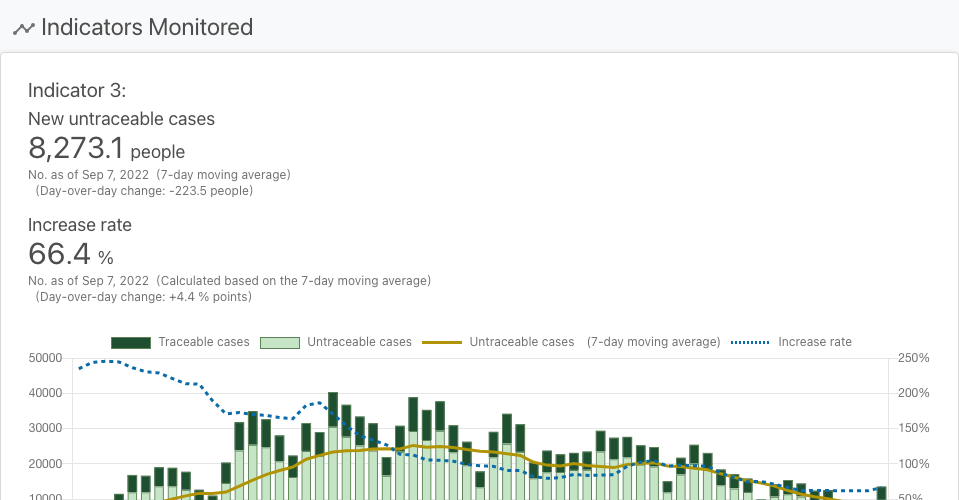 Indicators Monitored
Indicator 3:
New untraceable cases
8,273.1 people
No. as of Sep 7, 2022 (7-day moving average)
(Day-over-day change: -223.5 people)
Increase rate
66.4 %
No. as of Sep 7, 2022 (Calculated based on the 7-day moving average)
(Day-over-day change: +4.4 % points)
Traceable cases Untraceable cases Untraceable cases (7-day moving average) Increase rate
50000 250%
40000 200%
30000 150%
20000 100%
10000 50%